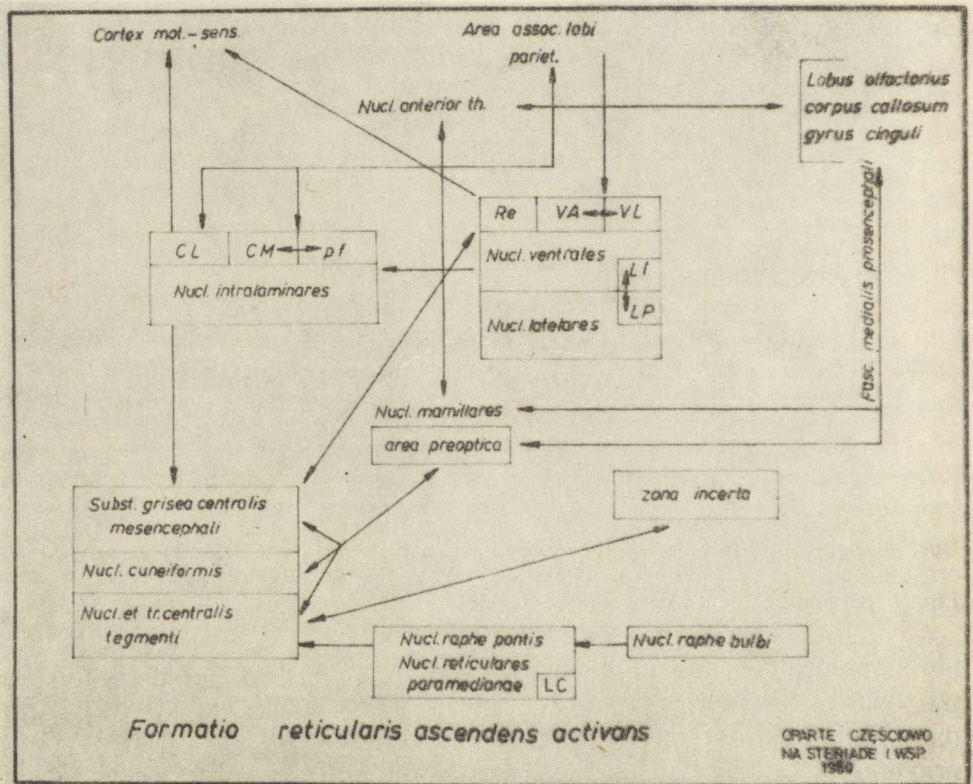 Cortex mot.-sens.
Area assoc. lobi
pariet.
Lobus olfactorius
corpus callosum
gyrus cinguli
Nucl. anterior th.
Fasc. medialis prosencephali
Re
VA
VL
CL
CM
pf
Nucl. ventrales
LI
Nucl. intralaminares
LP
Nucl. latelares
Nucl. mamillares
area preoptica
zona incerta
Subst. grisea centralis
mesencephali
Nucl. cuneiformis
Nucl. et tr. centralis
tegmenti
Nucl. raphe pontis
Nucl. reticulares
paramedianae
LC
Nucl. raphe bulbi
Formatio reticularis ascendens activans
OPARTE CZĘŚCIOWO
NA STERIADE I WSP.
1980